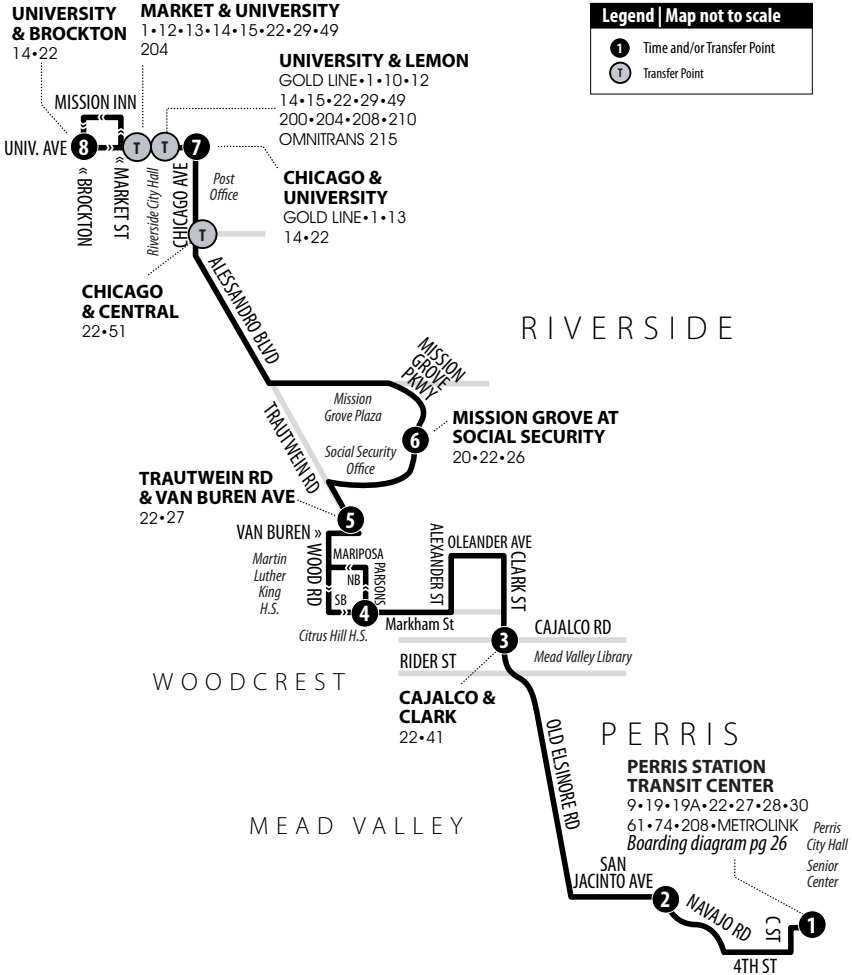 UNIVERSITY
& BROCKTON
14•22
MARKET & UNIVERSITY
1•12•13•14•15•22•29•49
204
Legend | Map not to scale
1 Time and/or Transfer Point
T Transfer Point
UNIVERSITY & LEMON
GOLD LINE•1•10•12
14•15•22•29•49
200•204•208•210
OMNITRANS 215
MISSION INN
UNIV. AVE
8
T
T
7
« BROCKTON
« MARKET ST
Riverside City Hall
CHICAGO AVE
Post
Office
CHICAGO &
UNIVERSITY
GOLD LINE•1•13
14•22
T
CHICAGO
& CENTRAL
22•51
ALESSANDRO BLVD
RIVERSIDE
MISSION
GROVE
PKWY
Mission
Grove Plaza
TRAUTWEIN RD
6
MISSION GROVE AT
SOCIAL SECURITY
20•22•26
Social Security
Office
TRAUTWEIN RD
& VAN BUREN AVE
22•27
5
VAN BUREN »
WOOD RD
MARIPOSA
NB
SB
PARSONS
Martin
Luther
King
H.S.
4
Citrus Hill H.S.
Markham St
ALEXANDER ST
OLEANDER AVE
CLARK ST
3
CAJALCO RD
RIDER ST
Mead Valley Library
WOODCREST
CAJALCO &
CLARK
22•41
OLD ELSINORE RD
PERRIS
PERRIS STATION
TRANSIT CENTER
9•19•19A•22•27•28•30
61•74•208•METROLINK
Boarding diagram pg 26
Perris
City Hall
Senior
Center
MEAD VALLEY
SAN
JACINTO AVE
2
NAVAJO RD
C ST
1
4TH ST